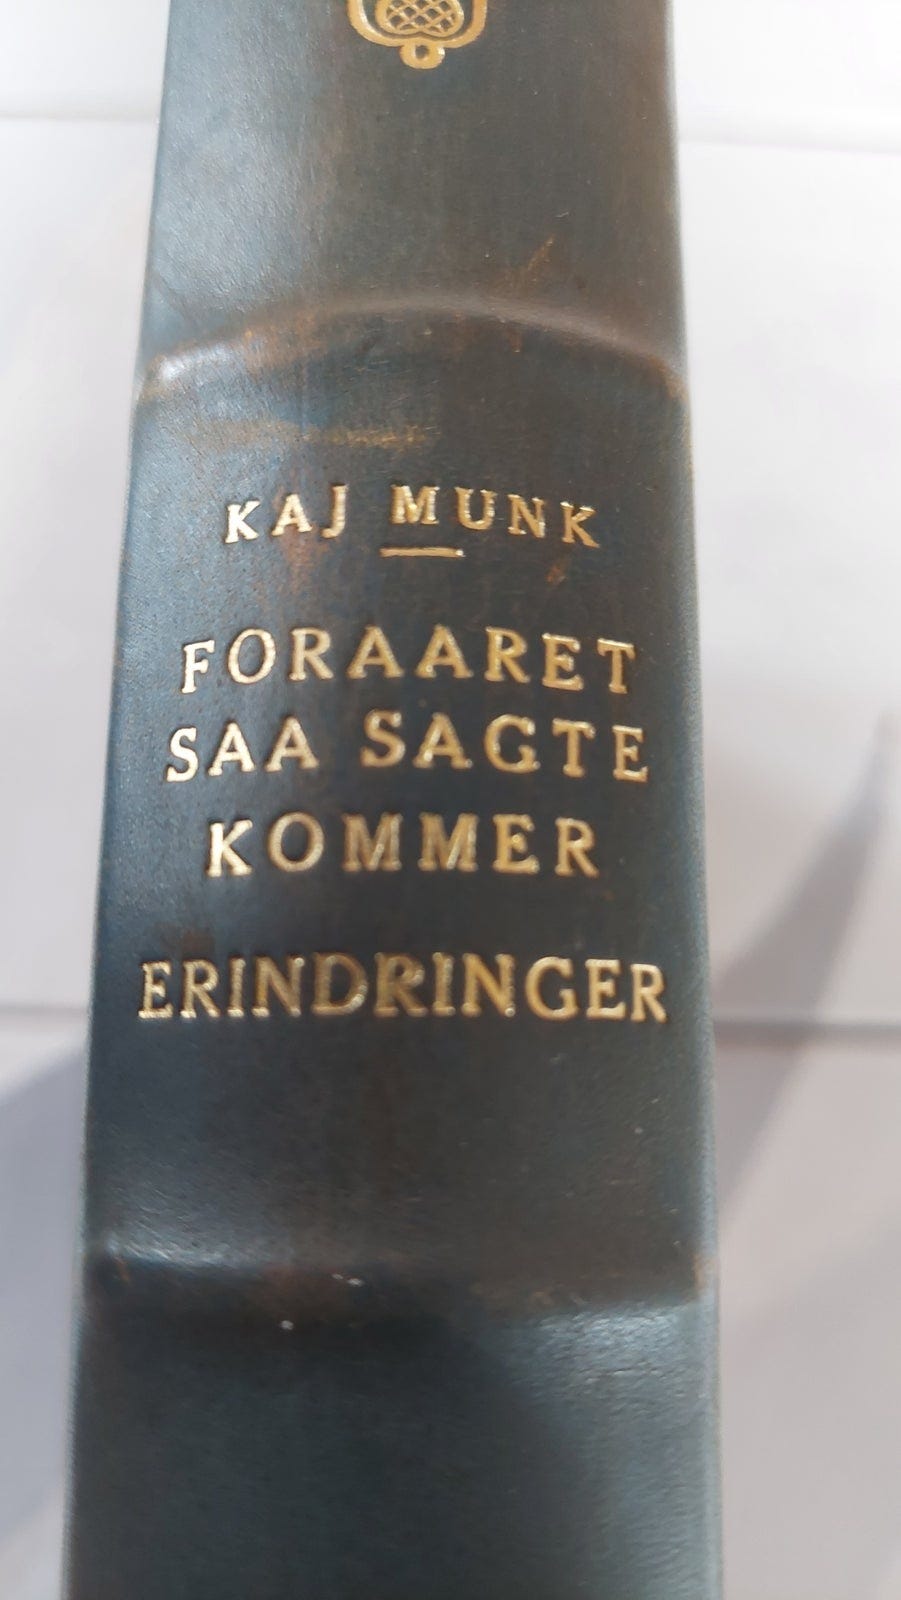 KAJ MUNK
FORAARET
SAA SAGTE
KOMMER
ERINDRINGER